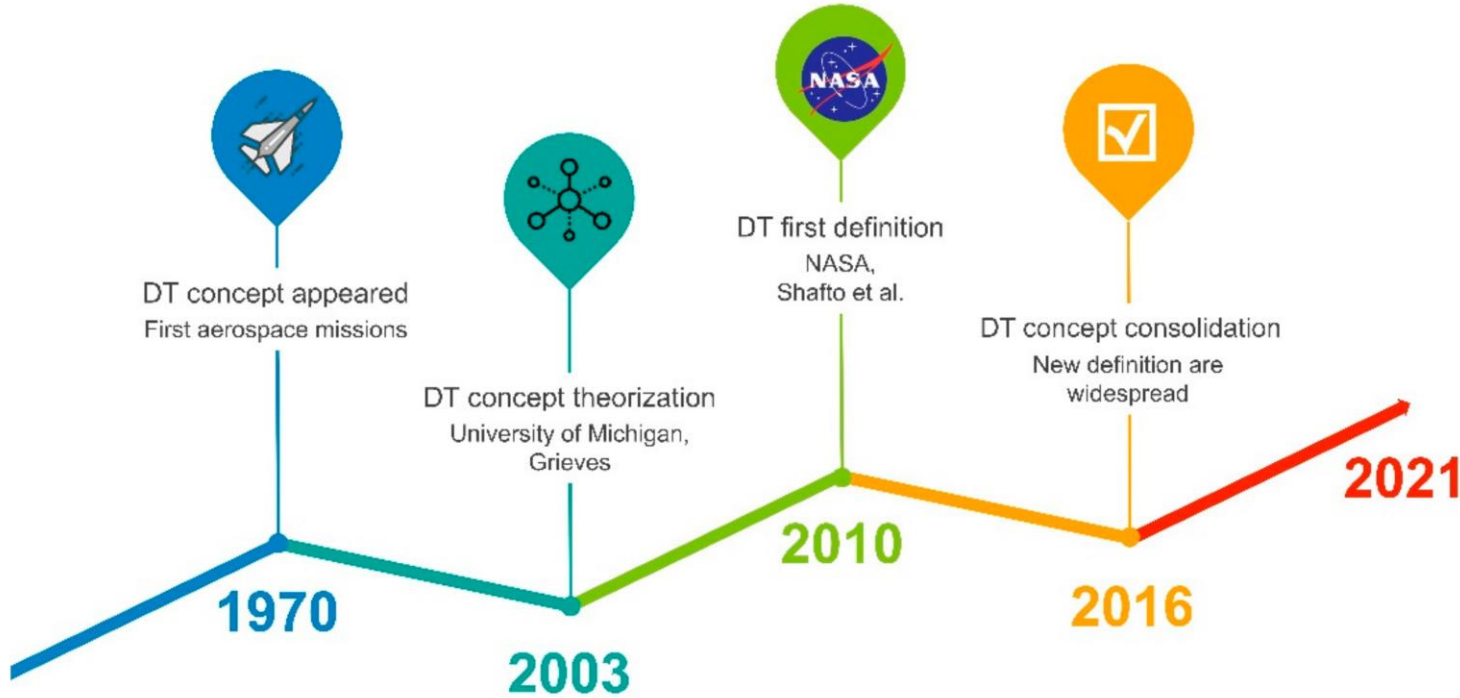 DT concept appeared
First aerospace missions
1970
DT concept theorization
University of Michigan,
Grieves
2003
NASA
DT first definition
NASA,
Shafto et al.
2010
DT concept consolidation
New definition are
widespread
2016
2021